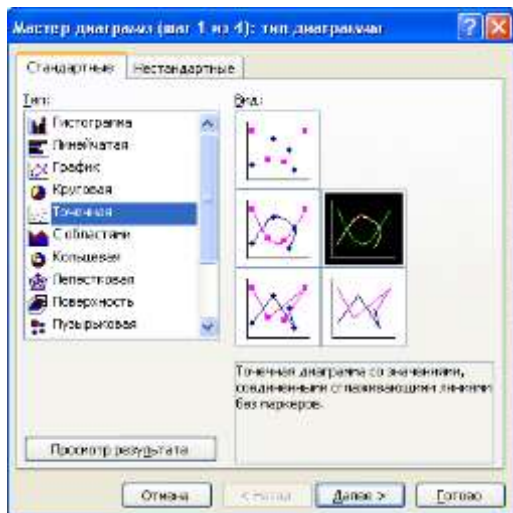 Мастер диаграмм (шаг 1 из 4): тип диаграммы
Стандартные Нестандартные
Тип:
Гистограмма
Линейчатая
График
Круговая
Точечная
С областями
Кольцевая
Лепестковая
Поверхность
Пузырьковая
Вид:
Точечная диаграмма со значениями,
соединенными сглаживающими линиями
без маркеров.
Просмотр результата
Отмена < Назад Далее > Готово